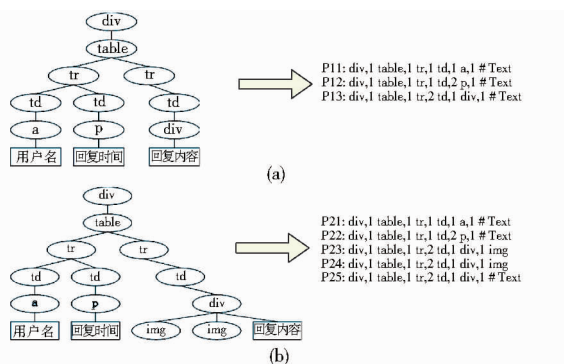 div
table
tr tr
td td td
a p div
用户名 回复时间 回复内容
P11: div,1 table,1 tr,1 td,1 a,1 # Text
P12: div,1 table,1 tr,1 td,2 p,1 # Text
P13: div,1 table,1 tr,2 td,1 div,1 # Text
(a)
div
table
tr tr
td td td
a p div
用户名 回复时间 img img 回复内容
P21: div,1 table,1 tr,1 td,1 a,1 # Text
P22: div,1 table,1 tr,1 td,2 p,1 # Text
P23: div,1 table,1 tr,2 td,1 div,1 img
P24: div,1 table,1 tr,2 td,1 div,1 img
P25: div,1 table,1 tr,2 td,1 div,1 # Text
(b)